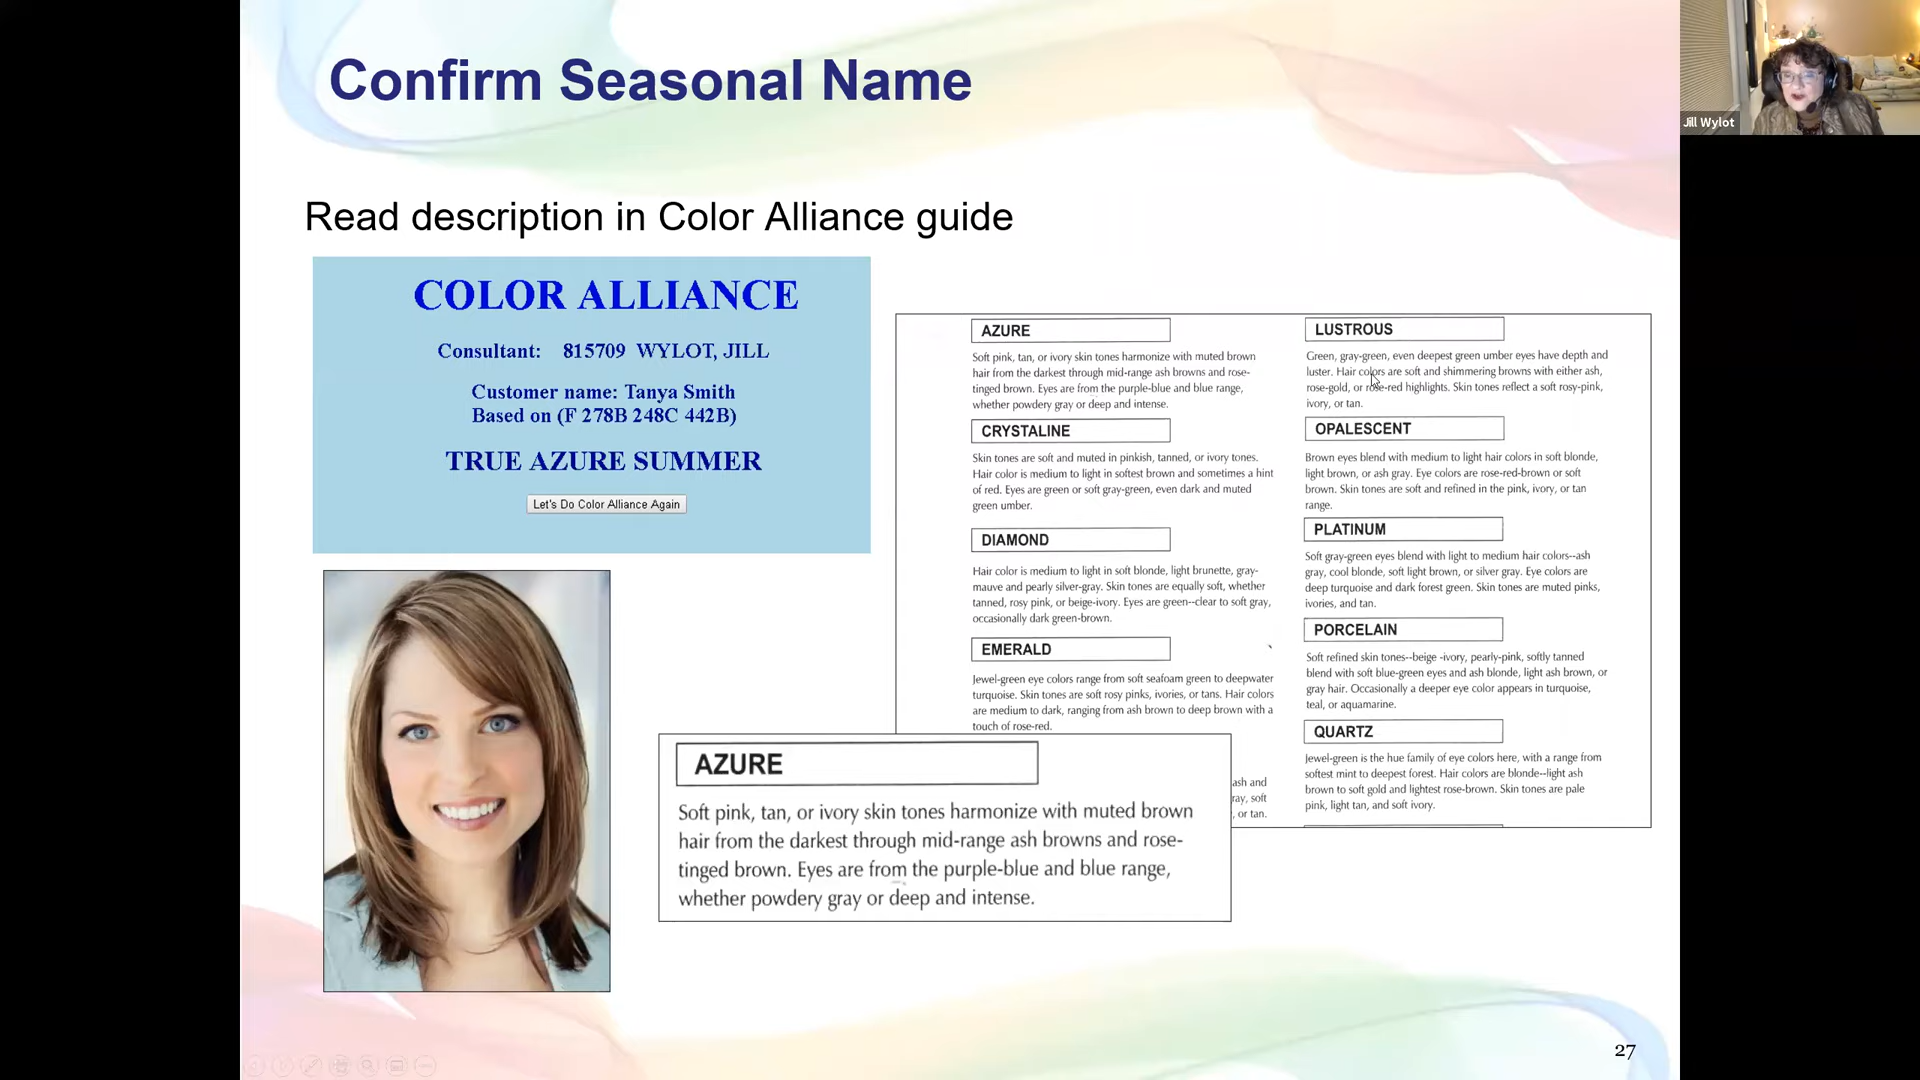 Confirm Seasonal Name
Jill Wylot
Read description in Color Alliance guide
COLOR ALLIANCE
Consultant: 815709 WYLOT, JILL
Customer name: Tanya Smith
Based on (F 278B 248C 442B)
TRUE AZURE SUMMER
Let's Do Color Alliance Again
AZURE
Soft pink, tan, or ivory skin tones harmonize with muted brown
hair from the darkest through mid-range ash browns and rose-
tinged brown. Eyes are from the purple-blue and blue range,
whether powdery gray or deep and intense.
CRYSTALINE
Skin tones are soft and muted in pinkish, tanned, or ivory tones.
Hair color is medium to light in softest brown and sometimes a hint
of red. Eyes are green or soft gray-green, even dark and muted
green umber.
DIAMOND
Hair color is medium to light in soft blonde, light brunette, gray-
mauve and pearly silver-gray. Skin tones are equally soft, whether
tanned, rosy pink, or beige-ivory. Eyes are green--clear to soft gray,
occasionally dark green-brown.
EMERALD
Jewel-green eye colors range from soft seafoam green to deepwater
turquoise. Skin tones are soft rosy pinks, ivories, or tans. Hair colors
are medium to dark, ranging from ash brown to deep brown with a
touch of rose-red.
ash and
ray, soft
, or tan.
LUSTROUS
Green, gray-green, even deepest green umber eyes have depth and
luster. Hair colors are soft and shimmering browns with either ash,
rose-gold, or rose-red highlights. Skin tones reflect a soft rosy-pink,
ivory, or tan.
OPALESCENT
Brown eyes blend with medium to light hair colors in soft blonde,
light brown, or ash gray. Eye colors are rose-red-brown or soft
brown. Skin tones are soft and refined in the pink, ivory, or tan
range.
PLATINUM
Soft gray-green eyes blend with light to medium hair colors--ash
gray, cool blonde, soft light brown, or silver gray. Eye colors are
deep turquoise and dark forest green. Skin tones are muted pinks,
ivories, and tan.
PORCELAIN
Soft refined skin tones--beige -ivory, pearly-pink, softly tanned
blend with soft blue-green eyes and ash blonde, light ash brown, or
gray hair. Occasionally a deeper eye color appears in turquoise,
teal, or aquamarine.
QUARTZ
Jewel-green is the hue family of eye colors here, with a range from
softest mint to deepest forest. Hair colors are blonde--light ash
brown to soft gold and lightest rose-brown. Skin tones are pale
pink, light tan, and soft ivory.
AZURE
Soft pink, tan, or ivory skin tones harmonize with muted brown
hair from the darkest through mid-range ash browns and rose-
tinged brown. Eyes are from the purple-blue and blue range,
whether powdery gray or deep and intense.
27